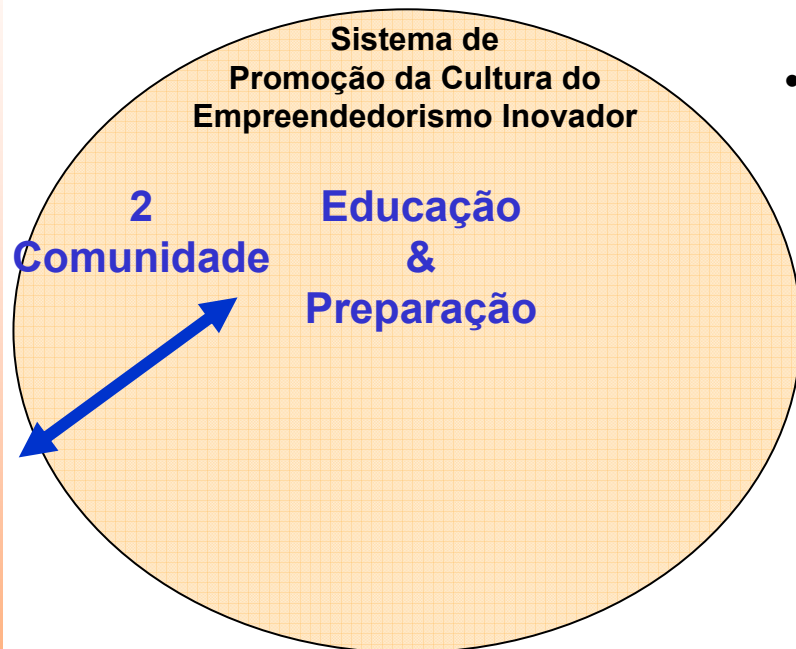 Sistema de
Promoção da Cultura do
Empreendedorismo Inovador
2
Comunidade
Educação
&
Preparação